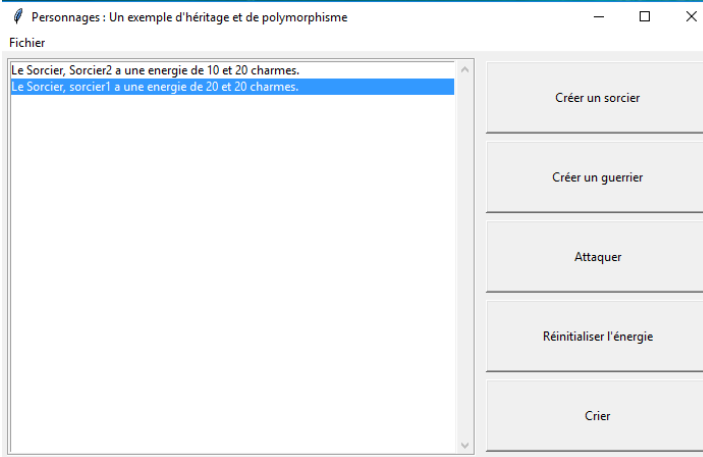 Personnages : Un exemple d'héritage et de polymorphisme
Fichier
Le Sorcier, Sorcier2 a une energie de 10 et 20 charmes.
Le Sorcier, sorcier1 a une energie de 20 et 20 charmes.
Créer un sorcier
Créer un guerrier
Attaquer
Réinitialiser l'énergie
Crier